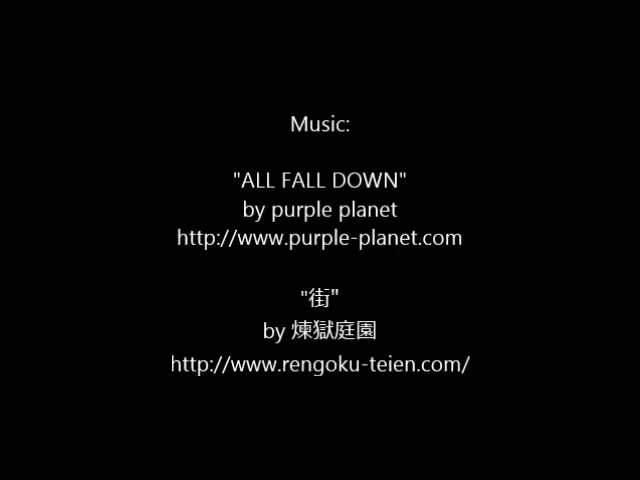 Music:
"ALL FALL DOWN"
by purple planet
http://www.purple-planet.com
"街"
by 煉獄庭園
http://www.rengoku-teien.com/